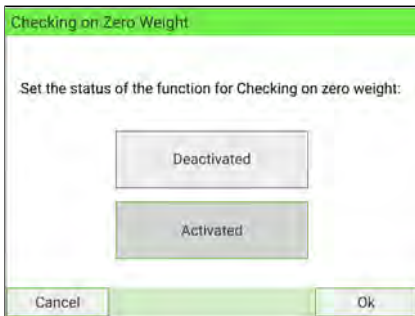 Checking on Zero Weight
Set the status of the function for Checking on zero weight:
Deactivated
Activated
Cancel
Ok